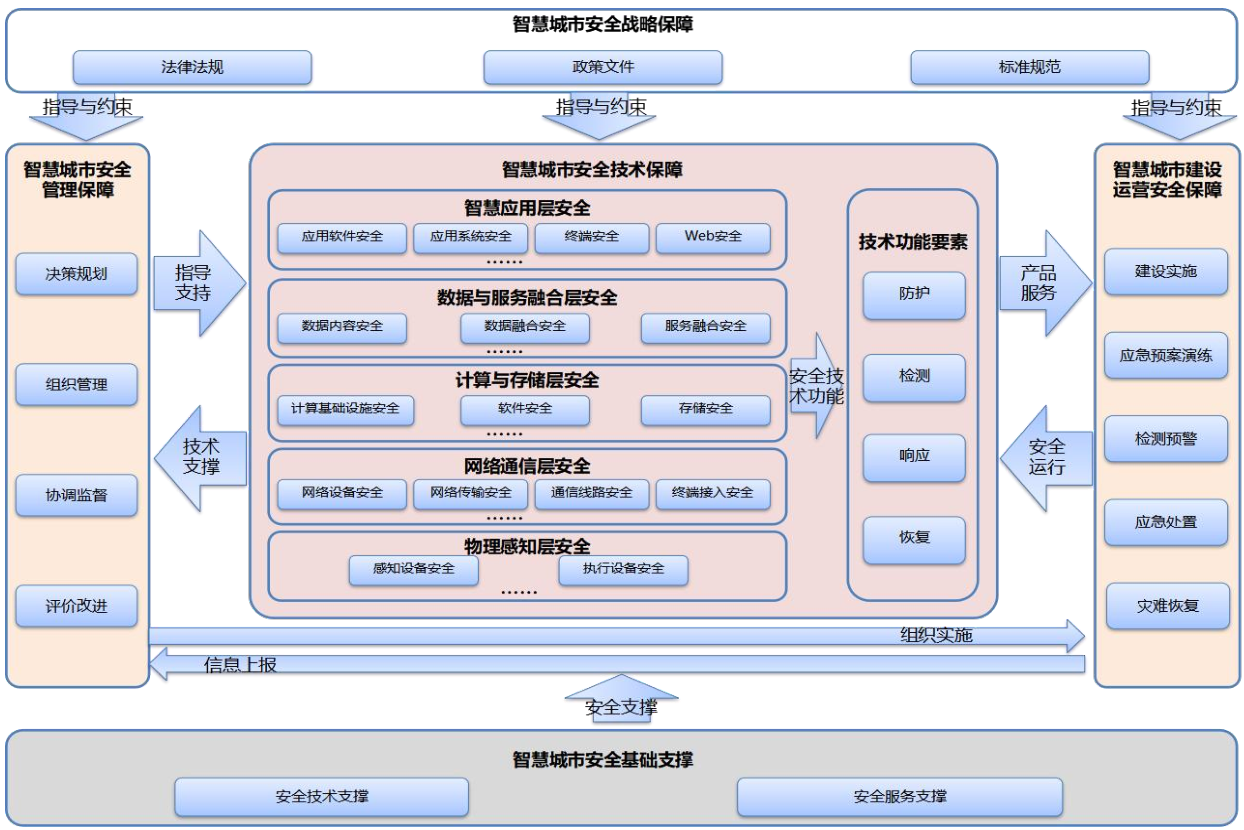 智慧城市安全战略保障
法律法规
政策文件
标准规范
指导与约束
指导与约束
指导与约束
智慧城市安全
管理保障
决策规划
组织管理
协调监督
评价改进
指导
支持
技术
支撑
智慧城市安全技术保障
智慧应用层安全
应用软件安全
应用系统安全
终端安全
Web安全
......
数据与服务融合层安全
数据内容安全
数据融合安全
服务融合安全
......
计算与存储层安全
计算基础设施安全
软件安全
存储安全
......
网络通信层安全
网络设备安全
网络传输安全
通信线路安全
终端接入安全
......
物理感知层安全
感知设备安全
执行设备安全
......
安全技
术功能
技术功能要素
防护
检测
响应
恢复
产品
服务
安全
运行
智慧城市建设
运营安全保障
建设实施
应急预案演练
检测预警
应急处置
灾难恢复
组织实施
信息上报
安全支撑
智慧城市安全基础支撑
安全技术支撑
安全服务支撑